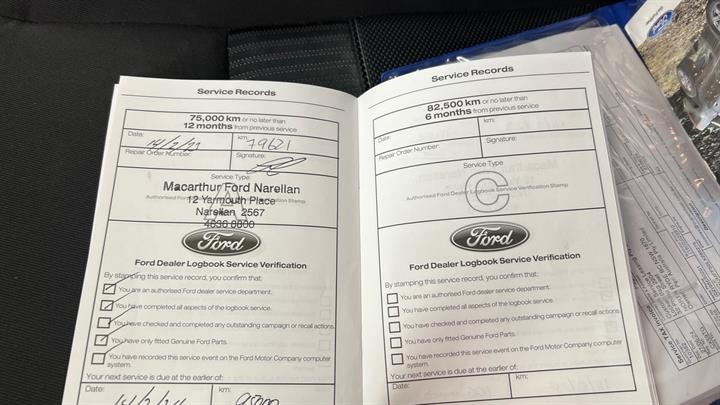 Service Records
75,000 km or no later than
12 months from previous service
Date:
km:
79621
Repair Order Number:
Signature:
Service Type
A
Macarthur Ford Narellan
Authorised Ford Dealer Logbook Service Verification Stamp
12 Yarmouth Place
Narellan 2567
4636 0000
Ford
Ford Dealer Logbook Service Verification
By stamping this service record, you confirm that:
You are an authorised Ford dealer service department.
You have completed all aspects of the logbook service.
You have checked and completed any outstanding campaign or recall actions.
You have only fitted Genuine Ford Parts.
You have recorded this service event on the Ford Motor Company computer
system.
Your next service is due at the earlier of:
Date:
km:
Service Records
82,500 km or no later than
6 months from previous service
Date:
km:
Repair Order Number:
Signature:
Service Type
C
Authorised Ford Dealer Logbook Service Verification Stamp
Ford
Ford Dealer Logbook Service Verification
By stamping this service record, you confirm that:
You are an authorised Ford dealer service department.
You have completed all aspects of the logbook service.
You have checked and completed any outstanding campaign or recall actions.
You have only fitted Genuine Ford Parts.
You have recorded this service event on the Ford Motor Company computer
system.
Your next service is due at the earlier of:
Date:
km:
Ford